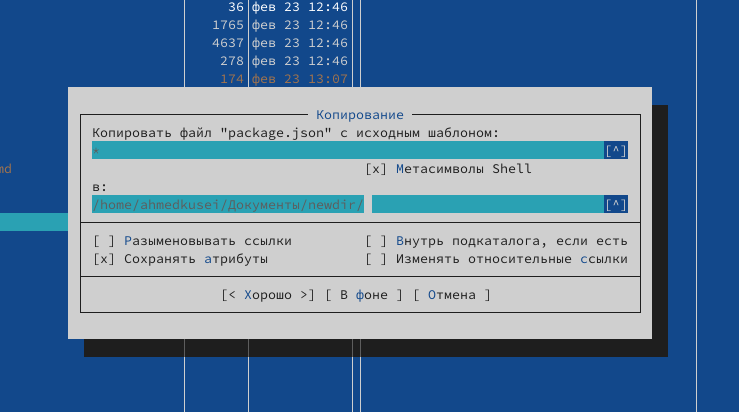 36 фев 23 12:46
1765 фев 23 12:46
4637 фев 23 12:46
278 фев 23 12:46
174 фев 23 13:07
Копирование
Копировать файл "package.json" с исходным шаблоном:
* [^]
md
[x] Метасимволы Shell
в:
/home/ahmedkusei/Документы/newdir/ [^]
[ ] Разыменовывать ссылки [ ] Внутрь подкаталога, если есть
[x] Сохранять атрибуты [ ] Изменять относительные ссылки
[< Хорошо >] [ В фоне ] [ Отмена ]